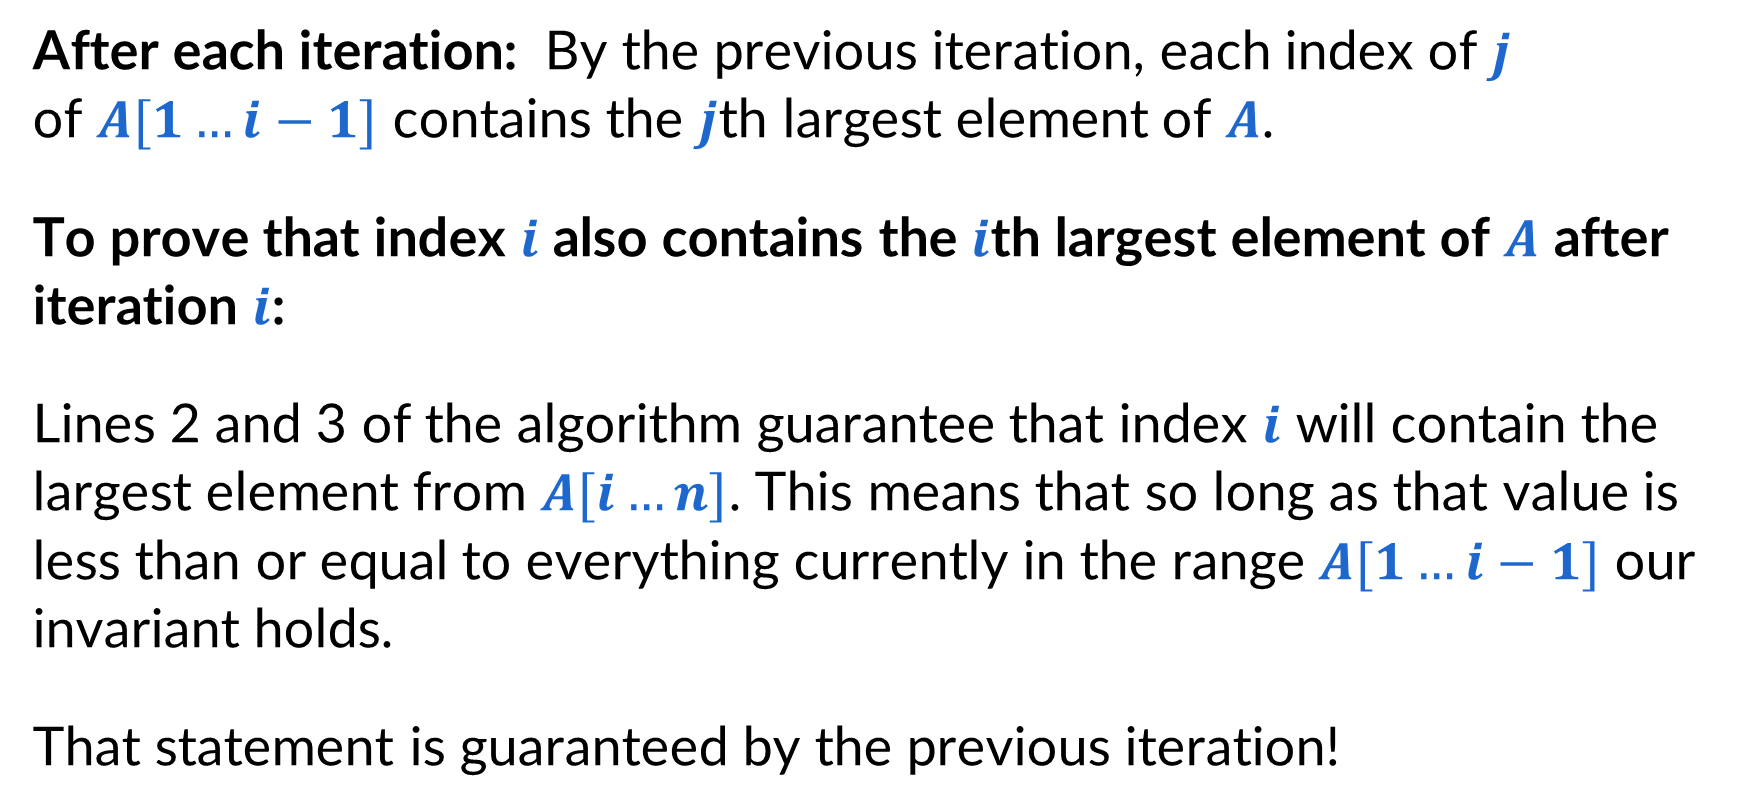 After each iteration: By the previous iteration, each index of j
of A[1 … i − 1] contains the jth largest element of A.
To prove that index i also contains the ith largest element of A after
iteration i:
Lines 2 and 3 of the algorithm guarantee that index i will contain the
largest element from A[i … n]. This means that so long as that value is
less than or equal to everything currently in the range A[1 … i − 1] our
invariant holds.
That statement is guaranteed by the previous iteration!